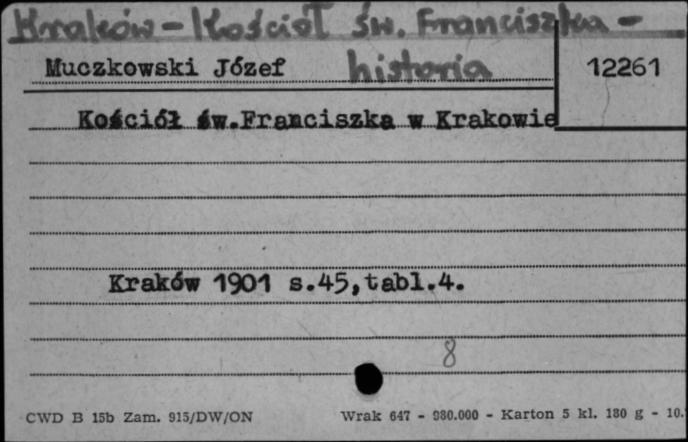 Kraków - Kościół św. Franciszka -
historia
Muczkowski Józef
12261
Kościół św.Franciszka w Krakowie
Kraków 1901 s.45,tabl.4.
8
CWD B 15b Zam. 915/DW/ON
Wrak 647 - 980.000 - Karton 5 kl. 180 g - 10.